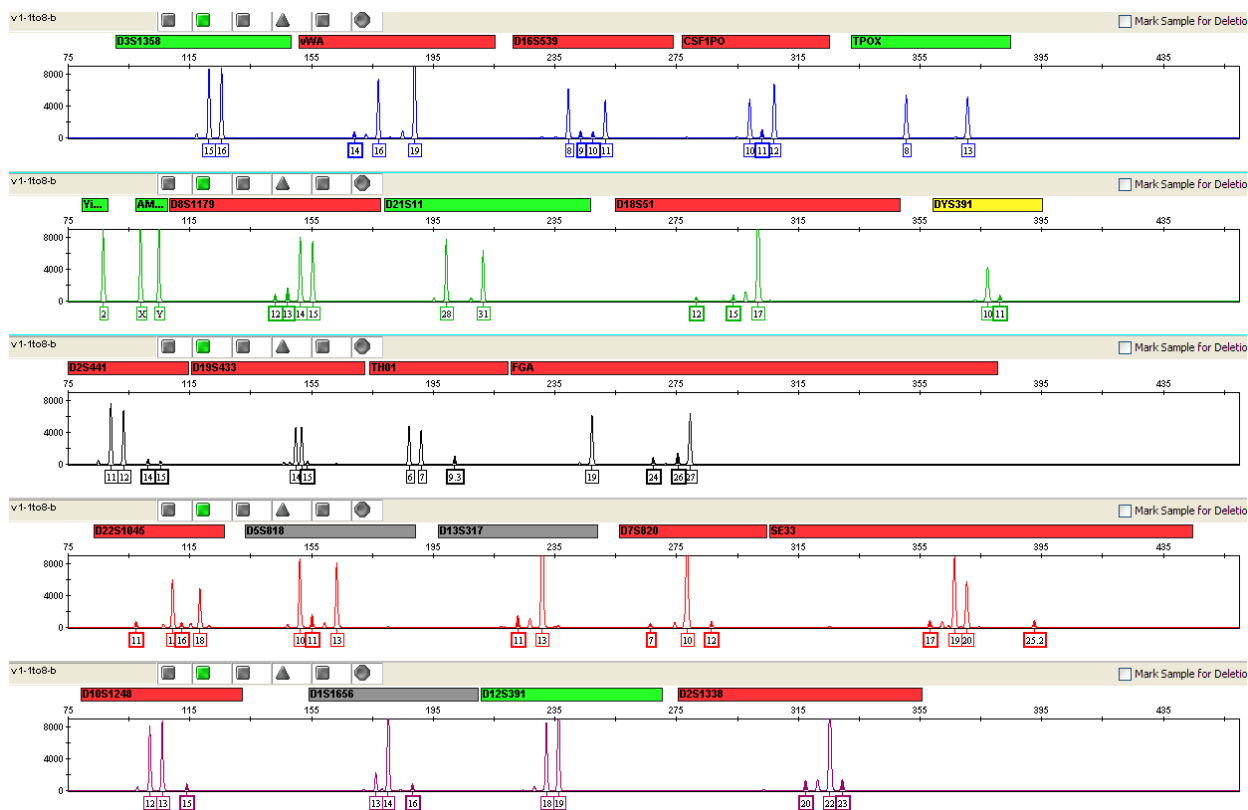 v1-1to8-b Mark Sample for Deletio
D3S1358 vWA D16S539 CSF1PO TPOX
75 115 155 195 235 275 315 355 395 435
8000
4000
0
15 16 14 16 19 8 9 10 11 10 11 12 8 13
v1-1to8-b Mark Sample for Deletio
Yi... AM... D8S1179 D21S11 D18S51 DYS391
75 115 155 195 235 275 315 355 395 435
8000
4000
0
2 X Y 12 13 14 15 28 31 12 15 17 10 11
v1-1to8-b Mark Sample for Deletio
D2S441 D19S433 TH01 FGA
75 115 155 195 235 275 315 355 395 435
8000
4000
0
11 12 14 15 14 15 6 7 9.3 19 24 26 27
v1-1to8-b Mark Sample for Deletio
D22S1045 D5S818 D13S317 D7S820 SE33
75 115 155 195 235 275 315 355 395 435
8000
4000
0
11 16 18 10 11 13 11 13 7 10 12 17 19 20 25.2
v1-1to8-b Mark Sample for Deletio
D10S1248 D1S1656 D12S391 D2S1338
75 115 155 195 235 275 315 355 395 435
8000
4000
0
12 13 15 13 14 16 18 19 20 22 23